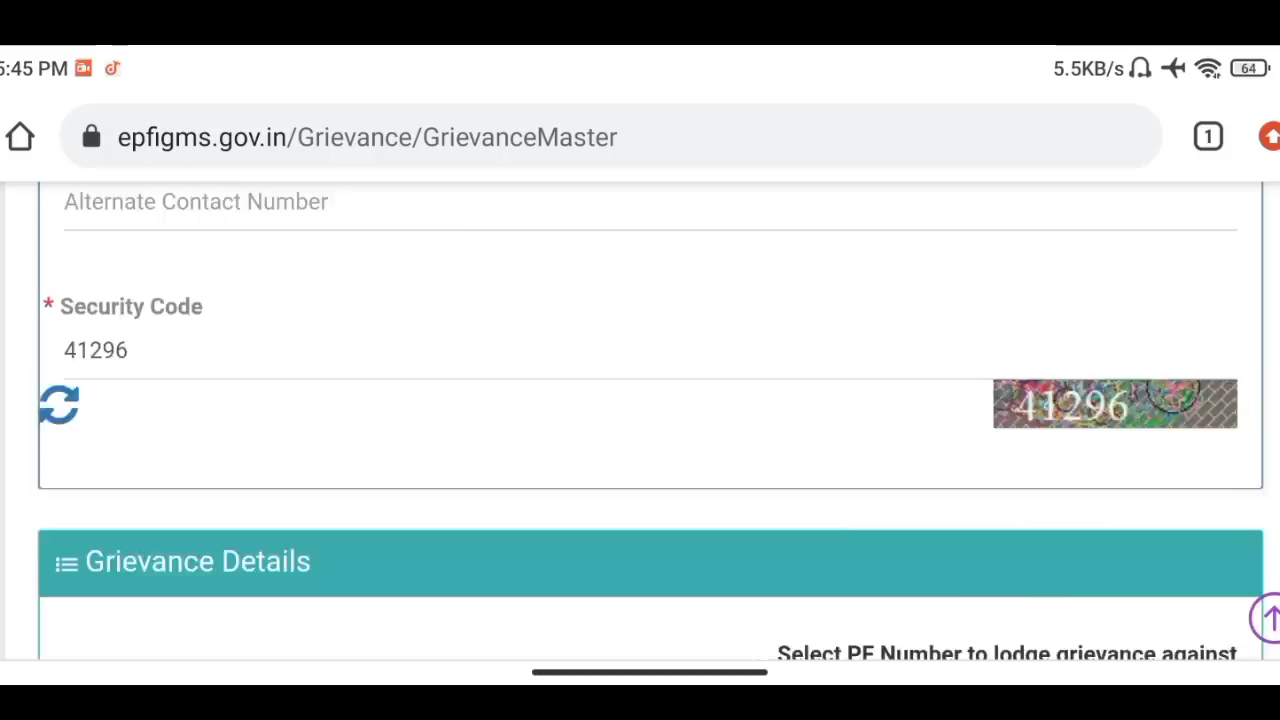 5:45 PM 5.5KB/s 64
epfigms.gov.in/Grievance/GrievanceMaster 1
Alternate Contact Number
* Security Code
41296
41296
Grievance Details
Select PF Number to lodge grievance against